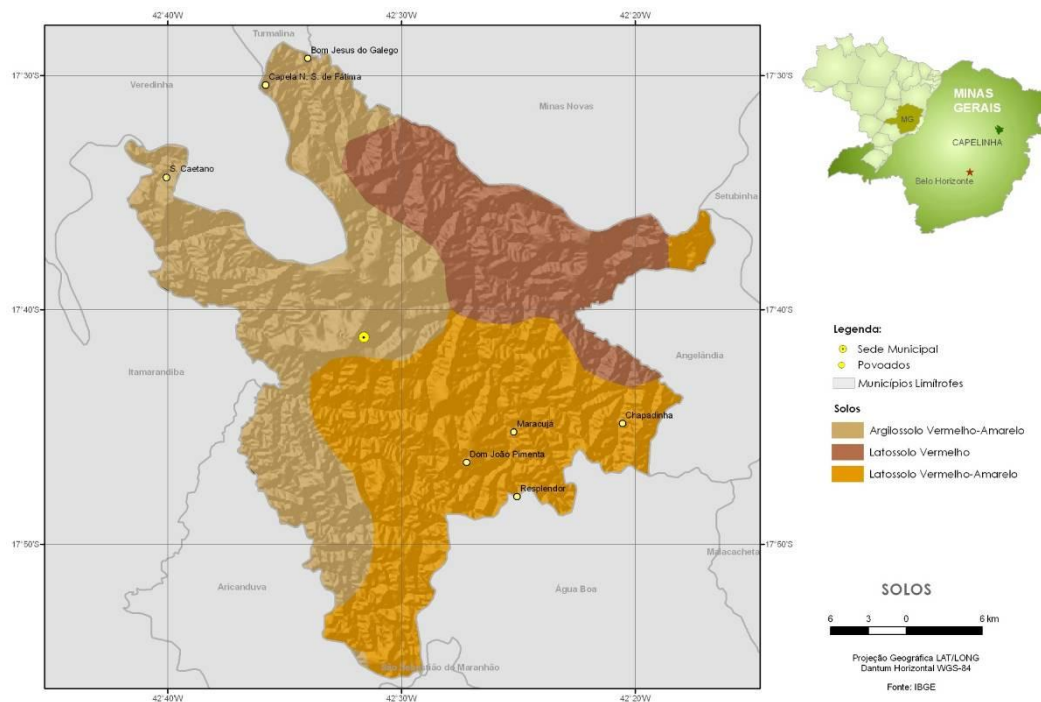 42°40'W
42°30'W
42°20'W
Turmalina
Bom Jesus do Galego
17°30'S
Capela N. S. de Fátima
17°30'S
Veredinha
Minas Novas
S. Caetano
Setubinha
17°40'S
17°40'S
Itamarandiba
Angelândia
Chapadinha
Maracujá
Dom João Pimenta
Resplendor
17°50'S
17°50'S
Malacacheta
Aricanduva
Água Boa
São Sebastião do Maranhão
42°40'W
42°30'W
42°20'W
MINAS
GERAIS
MG
CAPELINHA
Belo Horizonte
Legenda:
Sede Municipal
Povoados
Municípios Limítrofes
Solos
Argilossolo Vermelho-Amarelo
Latossolo Vermelho
Latossolo Vermelho-Amarelo
SOLOS
6 3 0 6 km
Projeção Geográfica LAT/LONG
Dantum Horizontal WGS-84
Fonte: IBGE